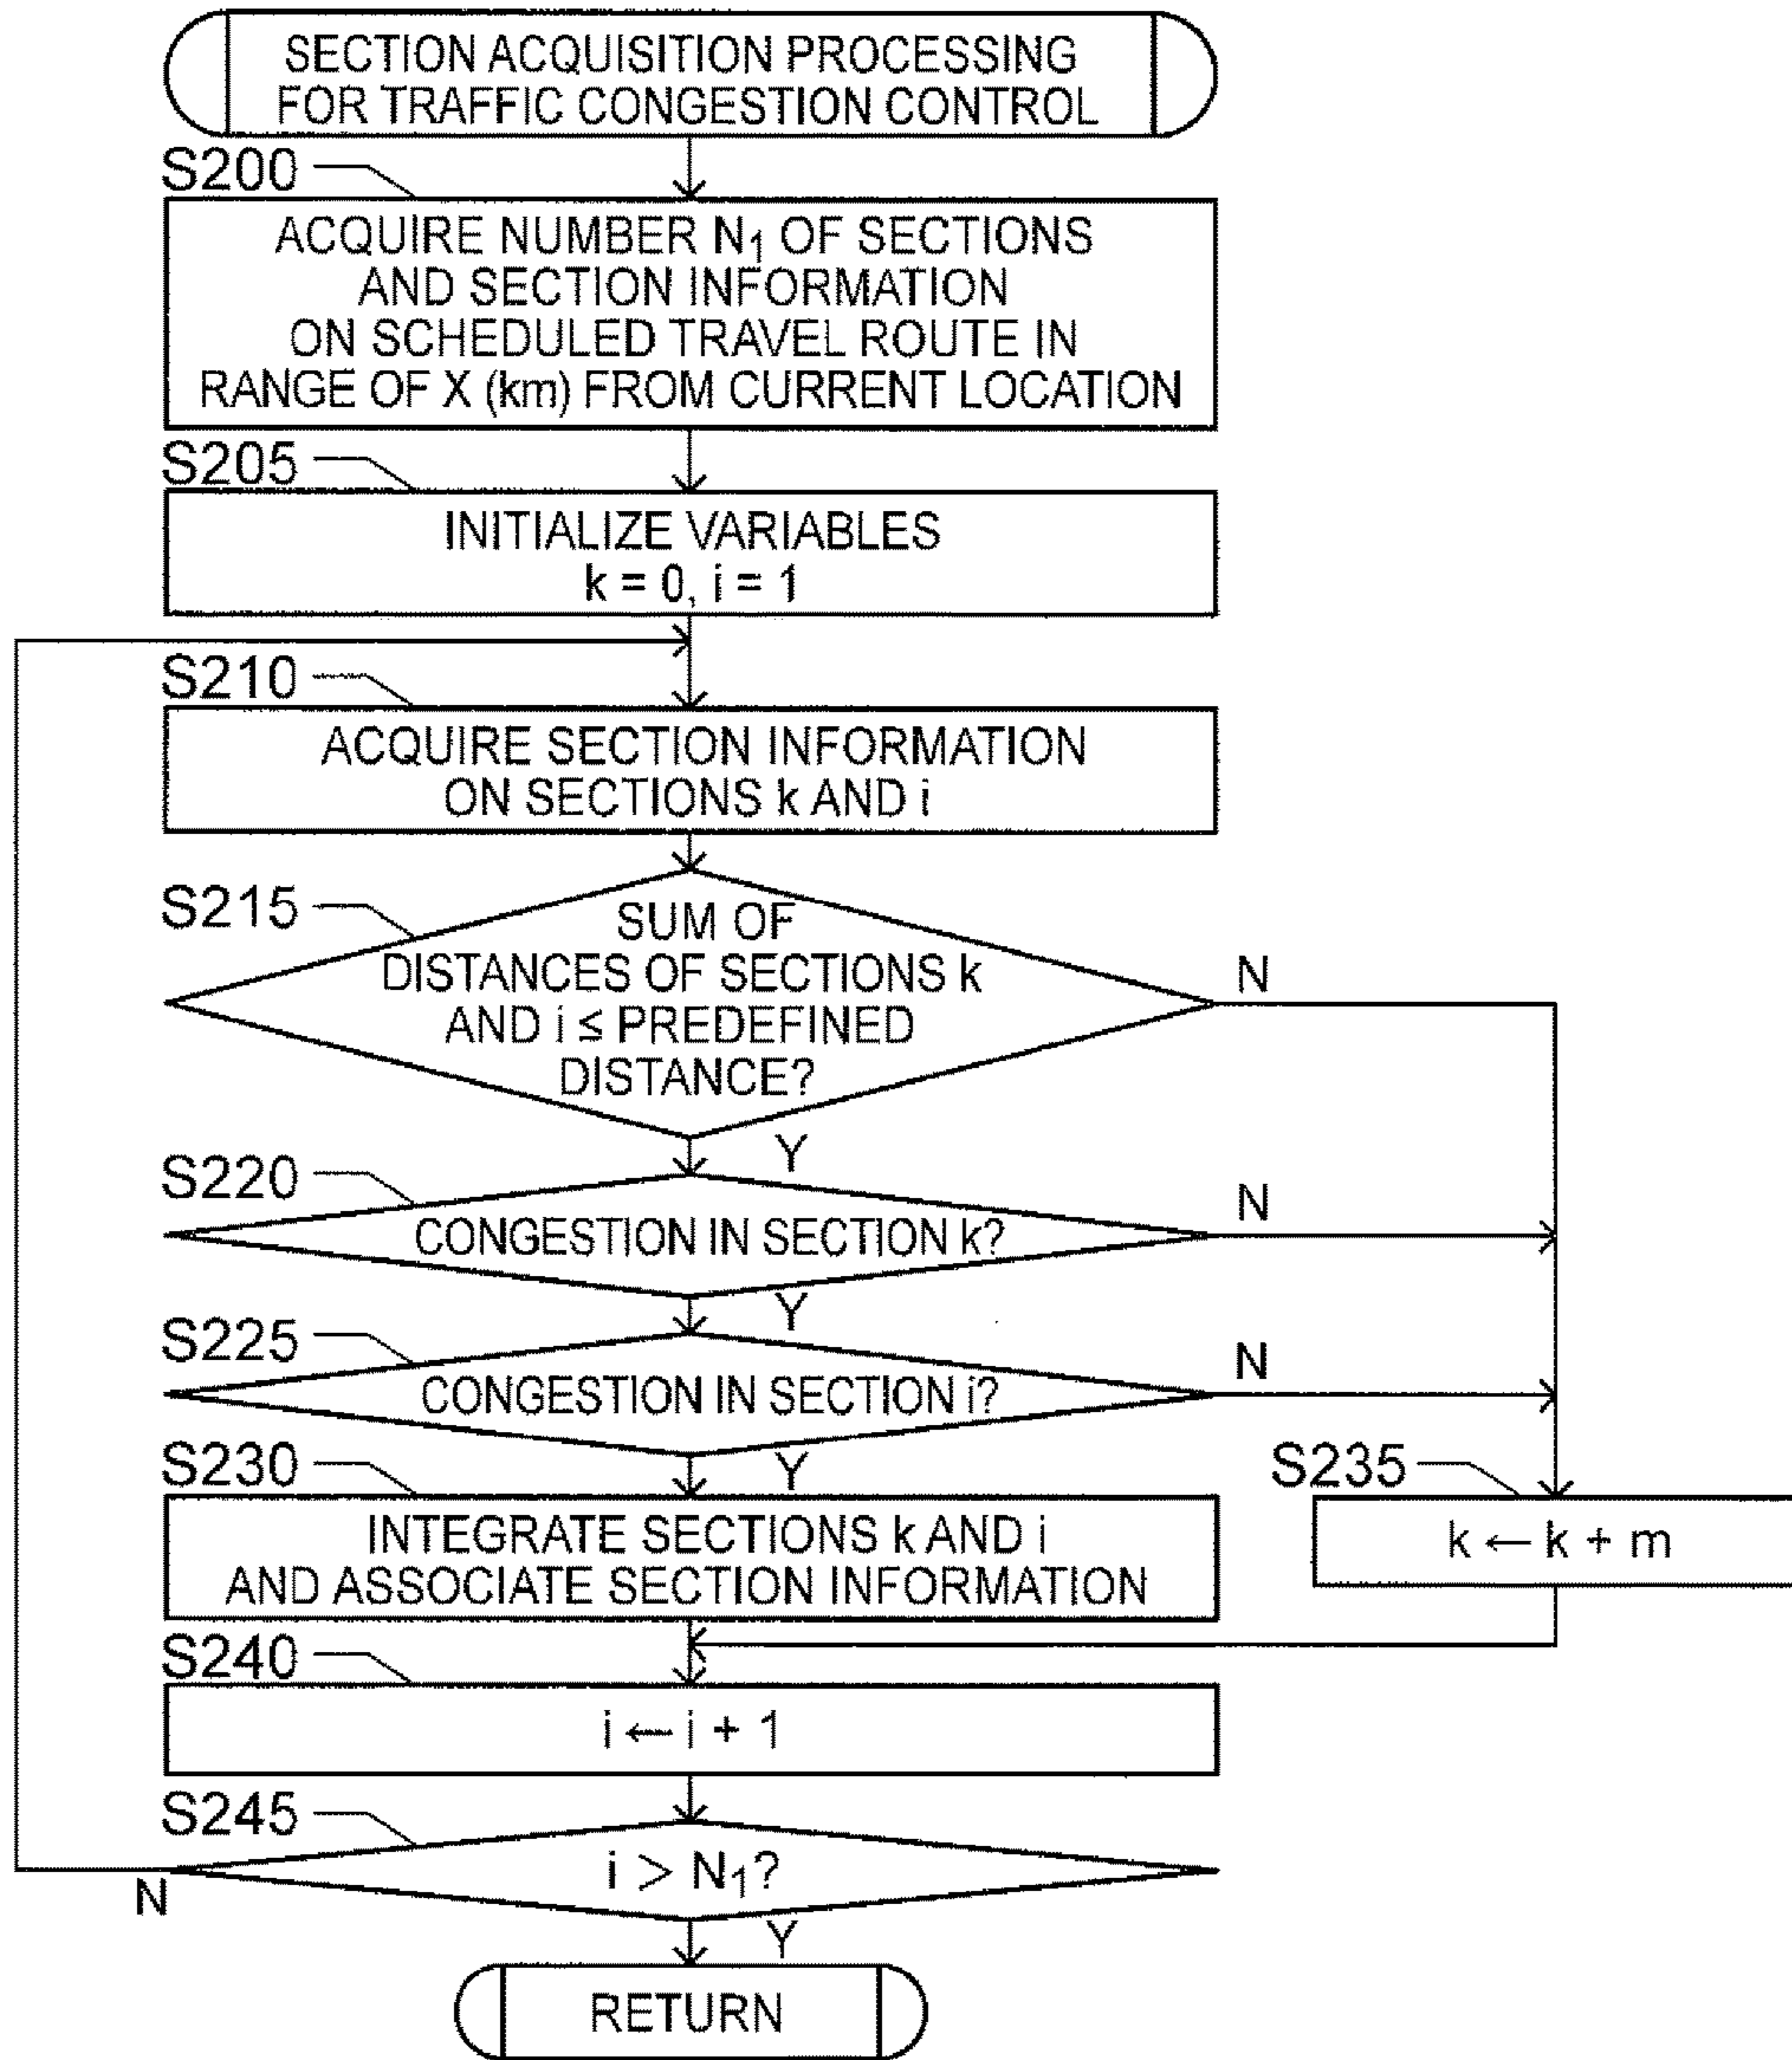 SECTION ACQUISITION PROCESSING
FOR TRAFFIC CONGESTION CONTROL
S200
ACQUIRE NUMBER N₁ OF SECTIONS
AND SECTION INFORMATION
ON SCHEDULED TRAVEL ROUTE IN
RANGE OF X (km) FROM CURRENT LOCATION
S205
INITIALIZE VARIABLES
k = 0, i = 1
S210
ACQUIRE SECTION INFORMATION
ON SECTIONS k AND i
S215
SUM OF
DISTANCES OF SECTIONS k
AND i ≤ PREDEFINED
DISTANCE?
N
Y
S220
CONGESTION IN SECTION k?
N
Y
S225
CONGESTION IN SECTION i?
N
Y
S230
INTEGRATE SECTIONS k AND i
AND ASSOCIATE SECTION INFORMATION
S235
k ← k + m
S240
i ← i + 1
S245
i > N₁?
N
Y
RETURN